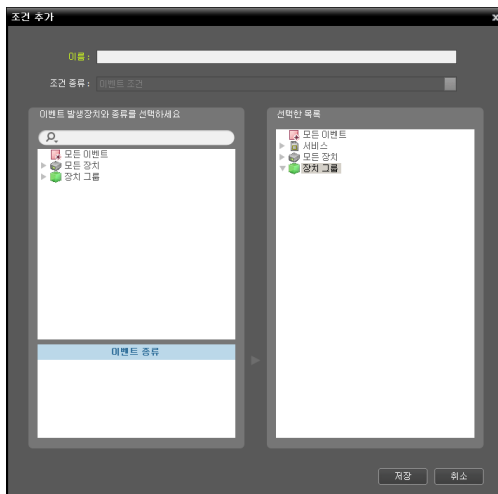 조건 추가
이름 :
조건 종류 : 이벤트 조건
이벤트 발생장치와 종류를 선택하세요
모든 이벤트
모든 장치
장치 그룹
이벤트 종류
선택한 목록
모든 이벤트
서비스
모든 장치
장치 그룹
저장
취소